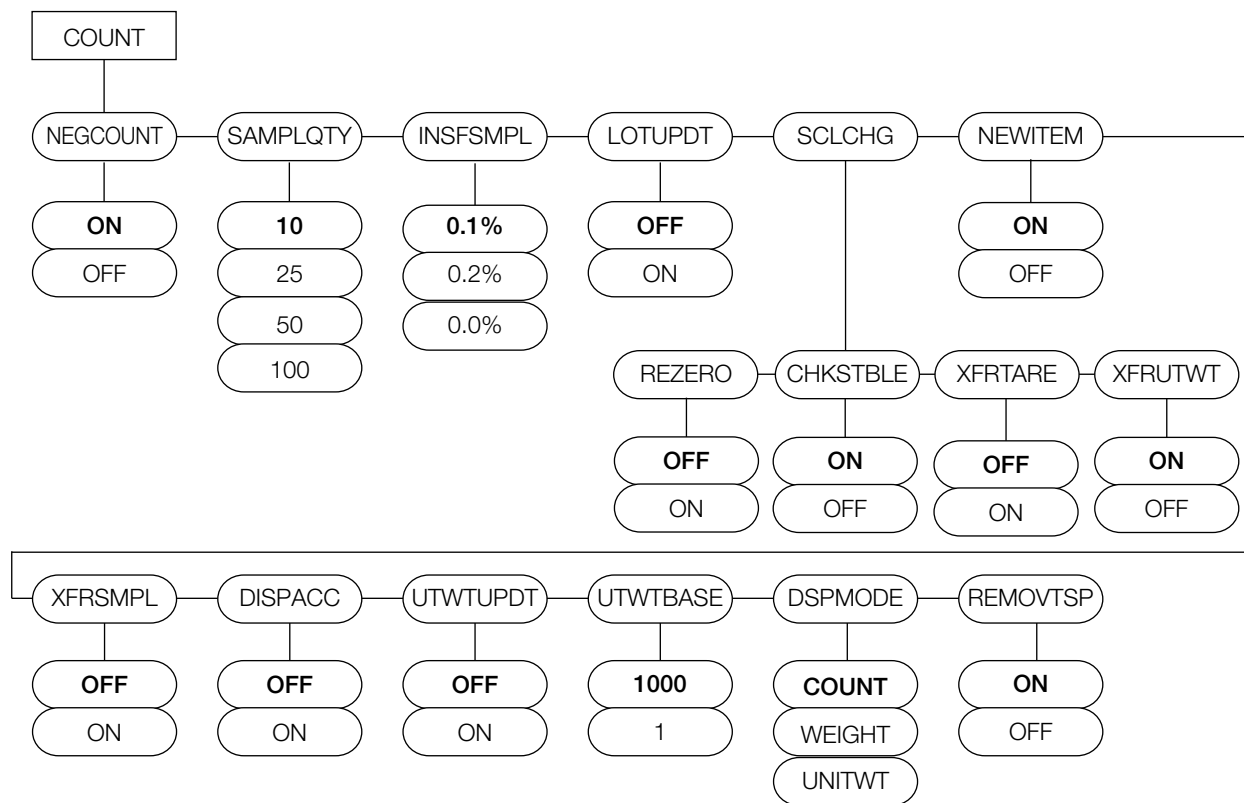 COUNT
NEGCOUNT SAMPLQTY INSFSMPL LOTUPDT SCLCHG NEWITEM
ON 10 0.1% OFF ON
OFF 25 0.2% ON OFF
50 0.0%
100
REZERO CHKSTBLE XFRTARE XFRUTWT
OFF ON OFF ON
ON OFF ON OFF
XFRSMPL DISPACC UTWTUPDT UTWTBASE DSPMODE REMOVTSP
OFF OFF OFF 1000 COUNT ON
ON ON ON 1 WEIGHT OFF
UNITWT